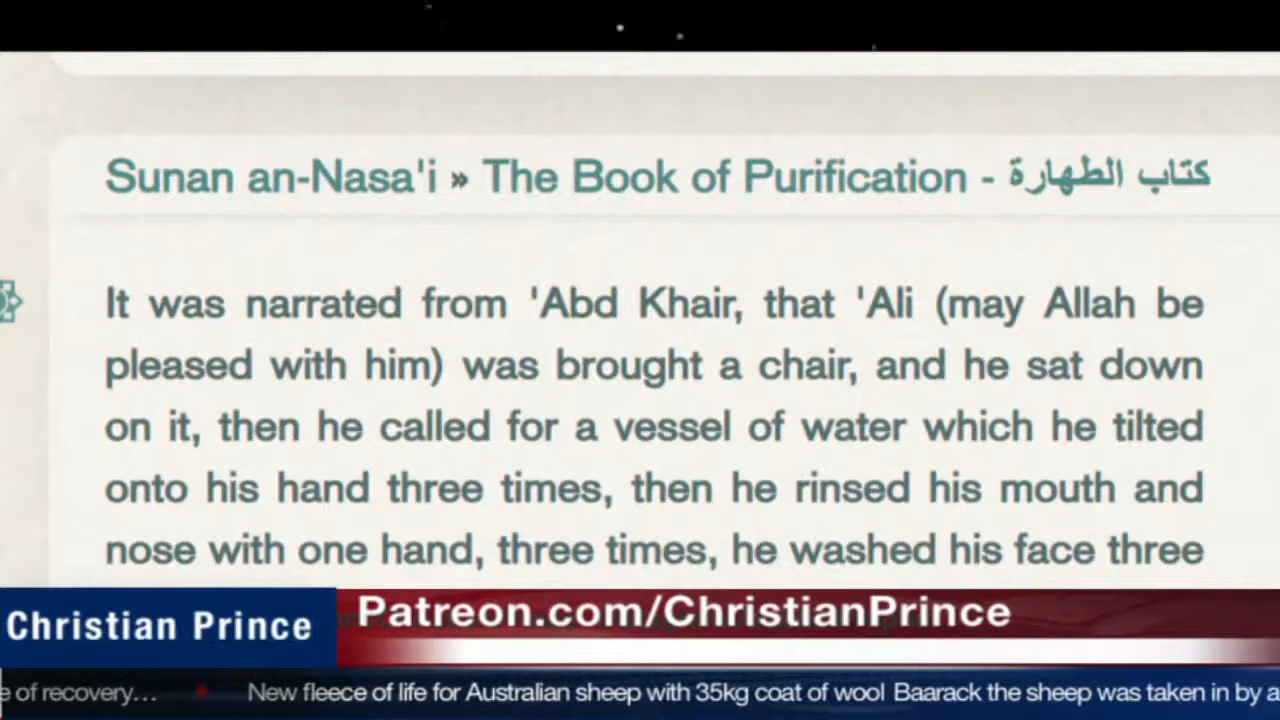 Sunan an-Nasa'i » The Book of Purification - كتاب الطهارة
It was narrated from 'Abd Khair, that 'Ali (may Allah be
pleased with him) was brought a chair, and he sat down
on it, then he called for a vessel of water which he tilted
onto his hand three times, then he rinsed his mouth and
nose with one hand, three times, he washed his face three
Christian Prince
Patreon.com/ChristianPrince
e of recovery... New fleece of life for Australian sheep with 35kg coat of wool Baarack the sheep was taken in by a